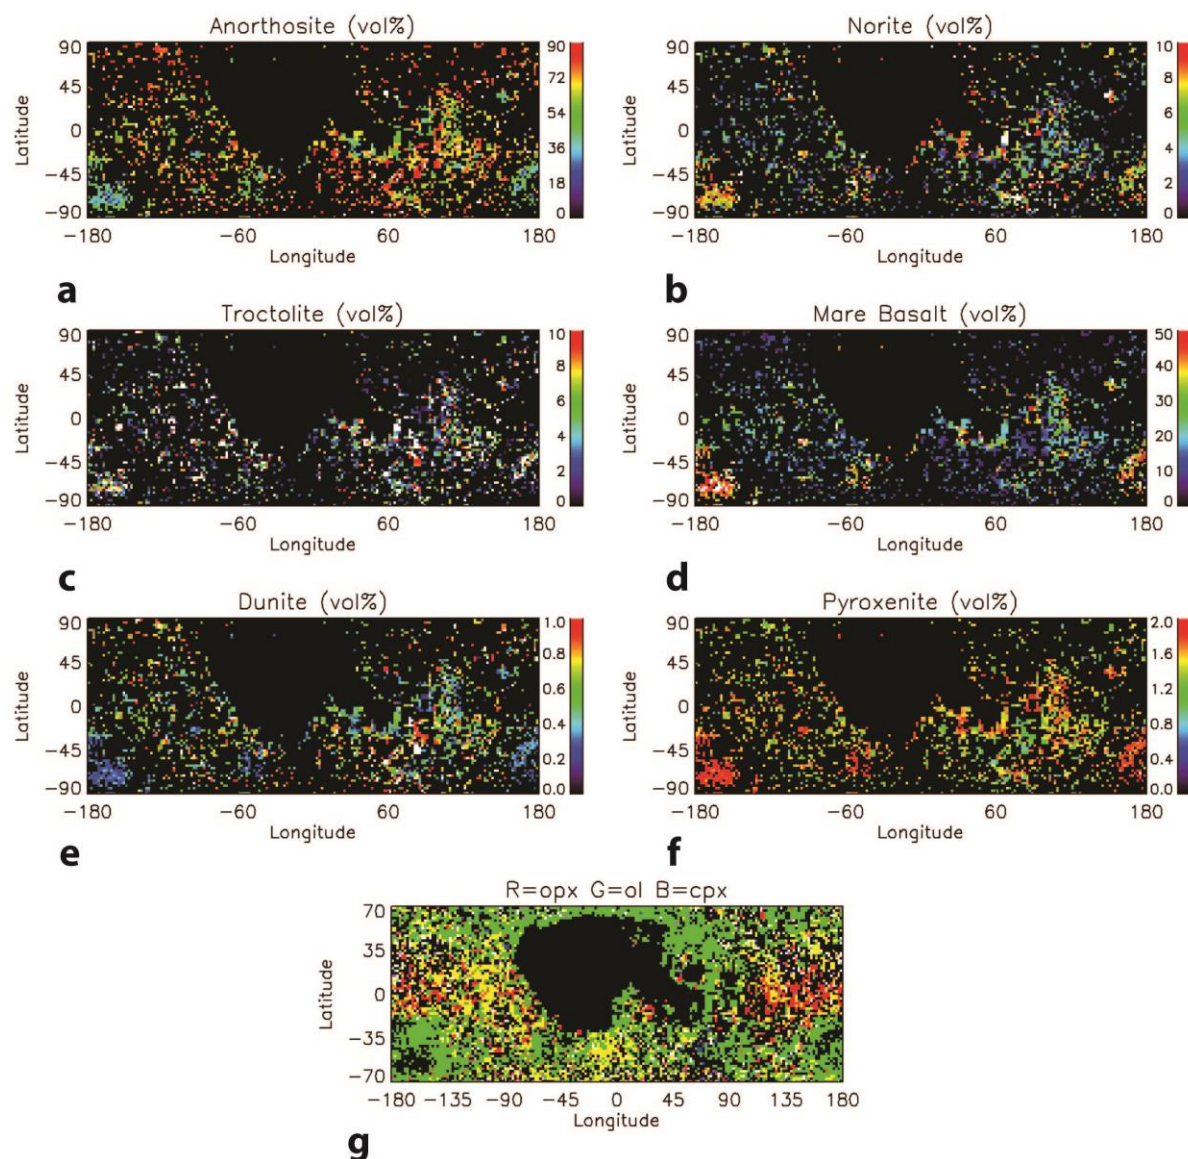 Anorthosite (vol%)
90
45
0
−45
−90
Latitude
−180 −60 60 180
Longitude
90
72
54
36
18
0
a
Norite (vol%)
90
45
0
−45
−90
Latitude
−180 −60 60 180
Longitude
10
8
6
4
2
0
b
Troctolite (vol%)
90
45
0
−45
−90
Latitude
−180 −60 60 180
Longitude
10
8
6
4
2
0
c
Mare Basalt (vol%)
90
45
0
−45
−90
Latitude
−180 −60 60 180
Longitude
50
40
30
20
10
0
d
Dunite (vol%)
90
45
0
−45
−90
Latitude
−180 −60 60 180
Longitude
1.0
0.8
0.6
0.4
0.2
0.0
e
Pyroxenite (vol%)
90
45
0
−45
−90
Latitude
−180 −60 60 180
Longitude
2.0
1.6
1.2
0.8
0.4
0.0
f
R=opx G=ol B=cpx
70
35
0
−35
−70
Latitude
−180 −135 −90 −45 0 45 90 135 180
Longitude
g